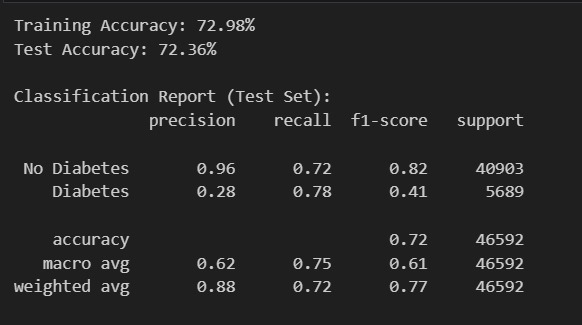 Training Accuracy: 72.98%
Test Accuracy: 72.36%
Classification Report (Test Set):
precision recall f1-score support
No Diabetes 0.96 0.72 0.82 40903
Diabetes 0.28 0.78 0.41 5689
accuracy 0.72 46592
macro avg 0.62 0.75 0.61 46592
weighted avg 0.88 0.72 0.77 46592